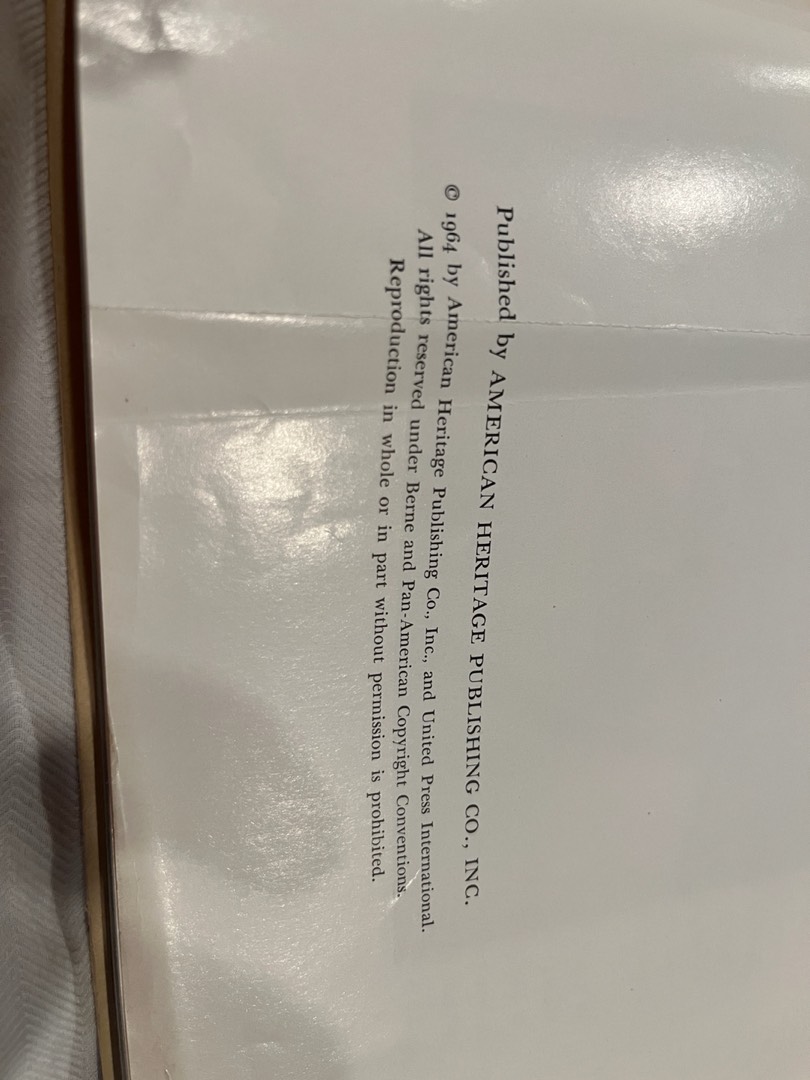 Published by AMERICAN HERITAGE PUBLISHING CO., INC.
© 1964 by American Heritage Publishing Co., Inc., and United Press International.
All rights reserved under Berne and Pan-American Copyright Conventions.
Reproduction in whole or in part without permission is prohibited.